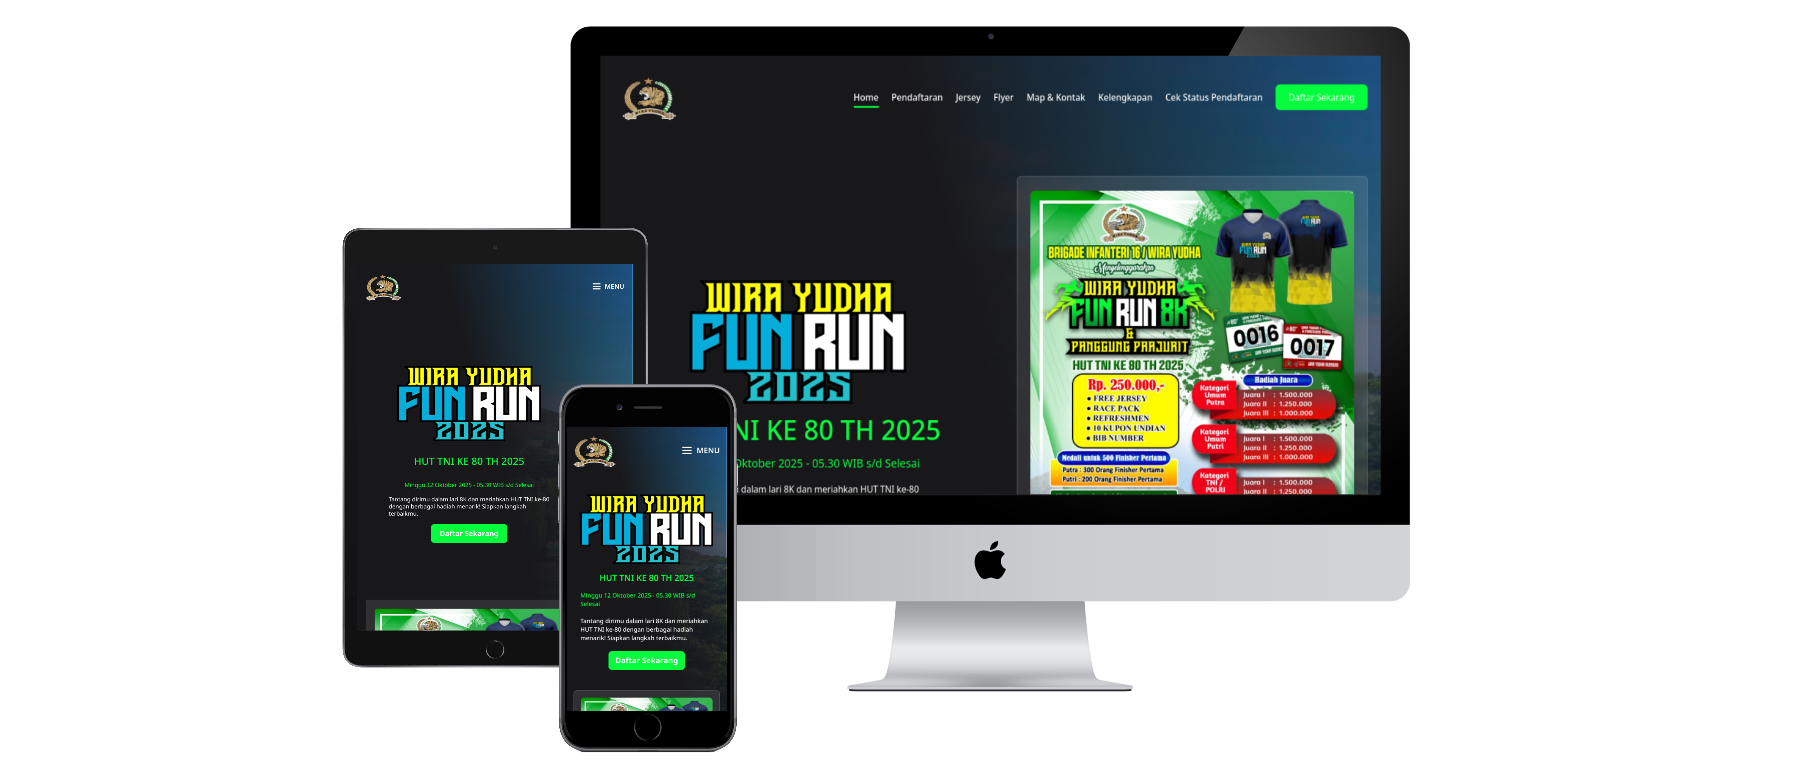 Home Pendaftaran Jersey Flyer Map & Kontak Kelengkapan Cek Status Pendaftaran Daftar Sekarang
WIRA YUDHA
FUN RUN
2025
NI KE 80 TH 2025
Oktober 2025 - 05.30 WIB s/d Selesai
dalam lari 8K dan meriahkan HUT TNI ke-80
BRIGADE INFANTERI 16 / WIRA YUDHA
Menyelenggarakan
WIRA YUDHA
FUN RUN 8K
&
PANGGUNG PRAJURIT
HUT TNI KE 80 TH 2025
Rp. 250.000,-
• FREE JERSEY
• RACE PACK
• REFRESHMEN
• 10 KUPON UNDIAN
• BIB NUMBER
Medali untuk 500 Finisher Pertama
Putra : 300 Orang Finisher Pertama
Putri : 200 Orang Finisher Pertama
FUN RUN
0016
0017
Hadiah Juara
Kategori
Umum
Putra
Juara I : 1.500.000
Juara II : 1.250.000
Juara III : 1.000.000
Kategori
Umum
Putri
Juara I : 1.500.000
Juara II : 1.250.000
Juara III : 1.000.000
Kategori
TNI /
POLRI
Juara I : 1.500.000
Juara II : 1.250.000
MENU
WIRA YUDHA
FUN RUN
2025
HUT TNI KE 80 TH 2025
Minggu 12 Oktober 2025 - 05.30 WIB s/d Selesai
Tantang dirimu dalam lari 8K dan meriahkan HUT TNI ke-80
dengan berbagai hadiah menarik! Siapkan langkah
terbaikmu.
Daftar Sekarang
MENU
WIRA YUDHA
FUN RUN
2025
HUT TNI KE 80 TH 2025
Minggu 12 Oktober 2025 - 05.30 WIB s/d
Selesai
Tantang dirimu dalam lari 8K dan meriahkan
HUT TNI ke-80 dengan berbagai hadiah
menarik! Siapkan langkah terbaikmu.
Daftar Sekarang